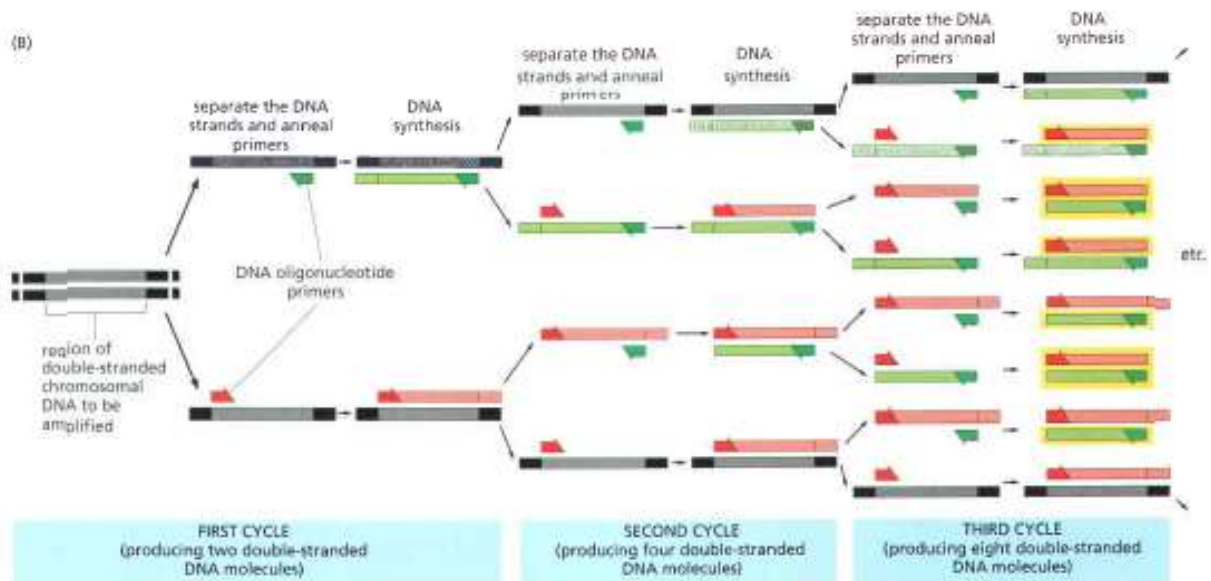 (B)
separate the DNA
strands and anneal
primers
DNA
synthesis
separate the DNA
strands and anneal
primers
DNA
synthesis
separate the DNA
strands and anneal
primers
DNA
synthesis
DNA oligonucleotide
primers
region of
double-stranded
chromosomal
DNA to be
amplified
etc.
FIRST CYCLE
(producing two double-stranded
DNA molecules)
SECOND CYCLE
(producing four double-stranded
DNA molecules)
THIRD CYCLE
(producing eight double-stranded
DNA molecules)